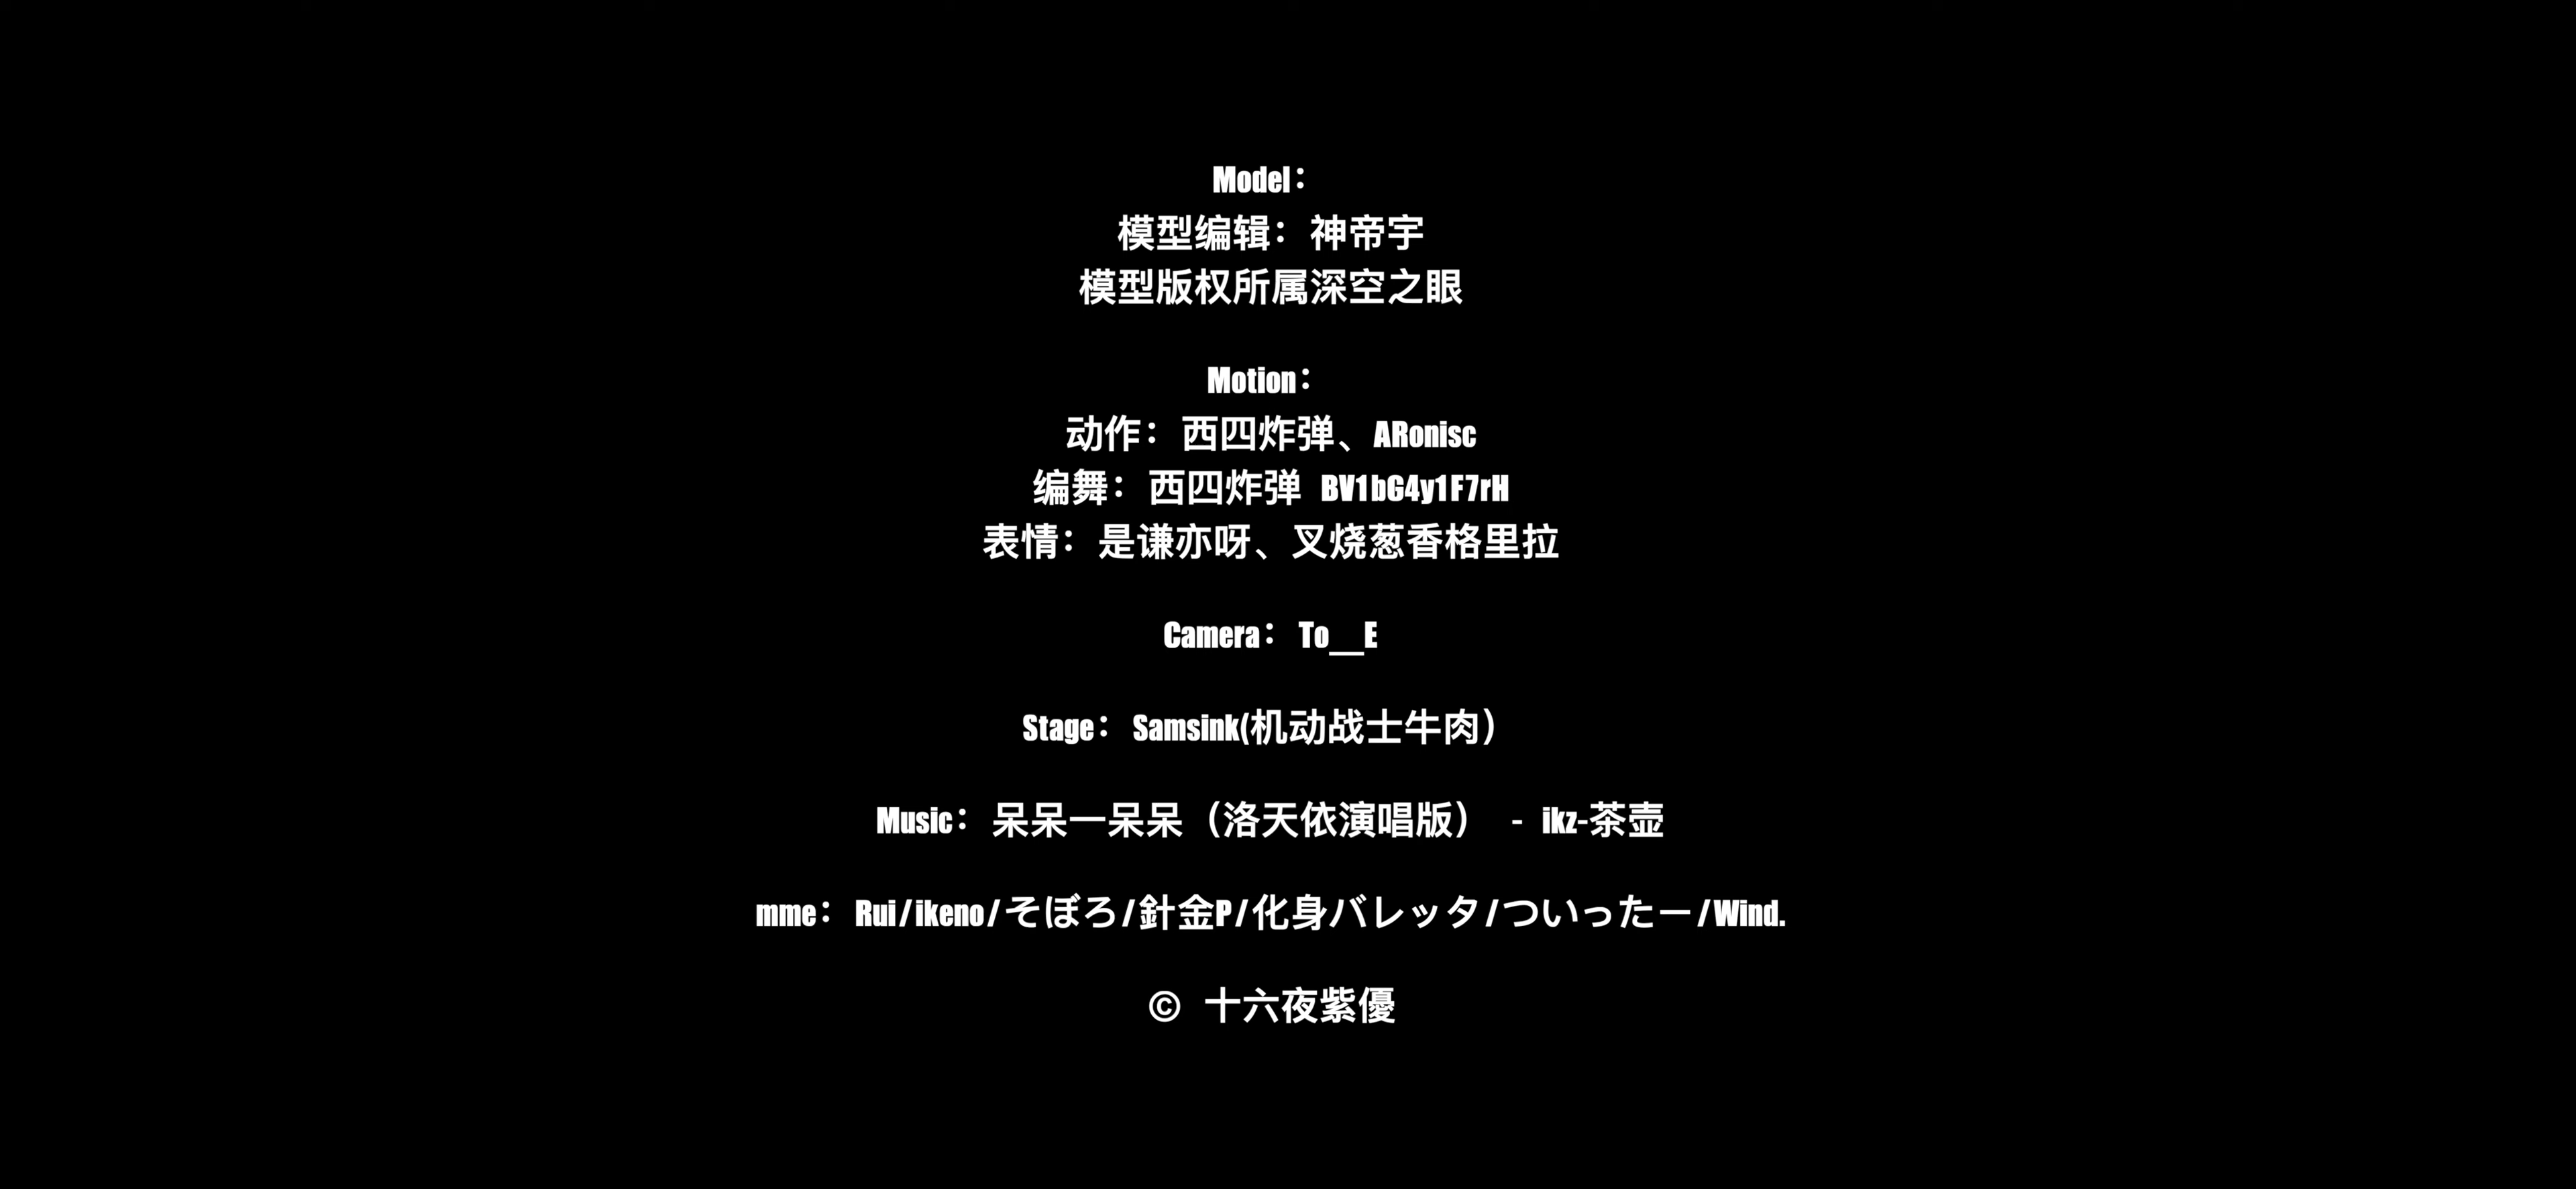 Model：
模型编辑：神帝宇
模型版权所属深空之眼
Motion：
动作：西四炸弹、ARonisc
编舞：西四炸弹 BV1bG4y1F7rH
表情：是谦亦呀、叉烧葱香格里拉
Camera：To__E
Stage：Samsink(机动战士牛肉）
Music：呆呆一呆呆（洛天依演唱版） - ikz-茶壶
mme：Rui/ikeno/そぼろ/針金P/化身バレッタ/ついったー/Wind.
© 十六夜紫優